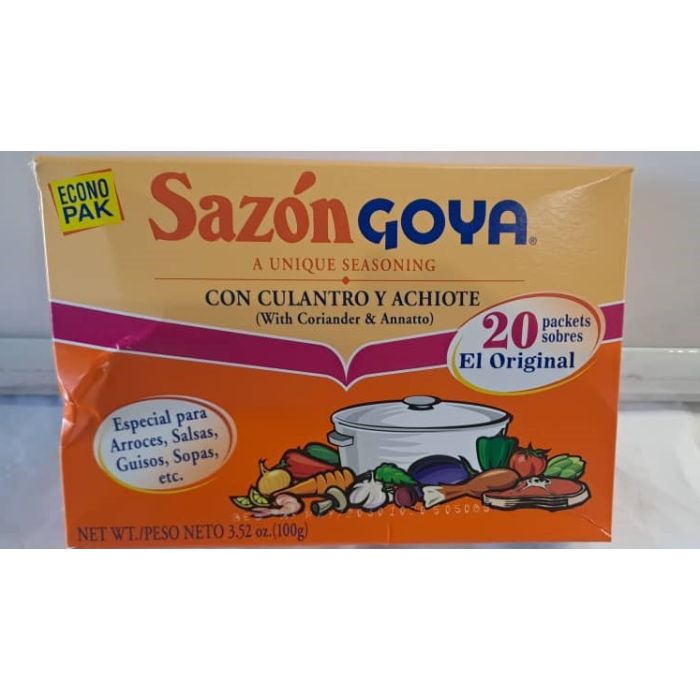 ECONO
PAK
Sazón GOYA®
A UNIQUE SEASONING
CON CULANTRO Y ACHIOTE
(With Coriander & Annatto)
20 packets
sobres
El Original
Especial para
Arroces, Salsas,
Guisos, Sopas,
etc.
NET WT./PESO NETO 3.52 oz.(100g)